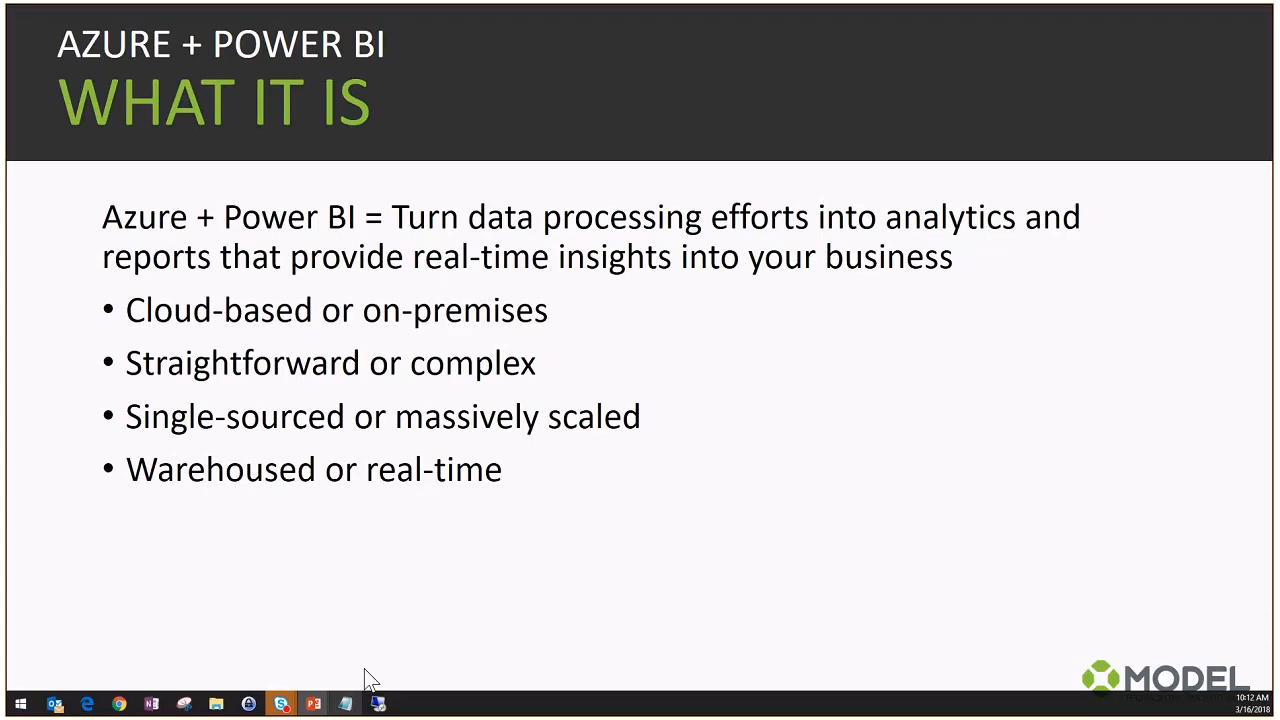 AZURE + POWER BI
WHAT IT IS
Azure + Power BI = Turn data processing efforts into analytics and
reports that provide real-time insights into your business
• Cloud-based or on-premises
• Straightforward or complex
• Single-sourced or massively scaled
• Warehoused or real-time
MODEL
10:12 AM
3/16/2018